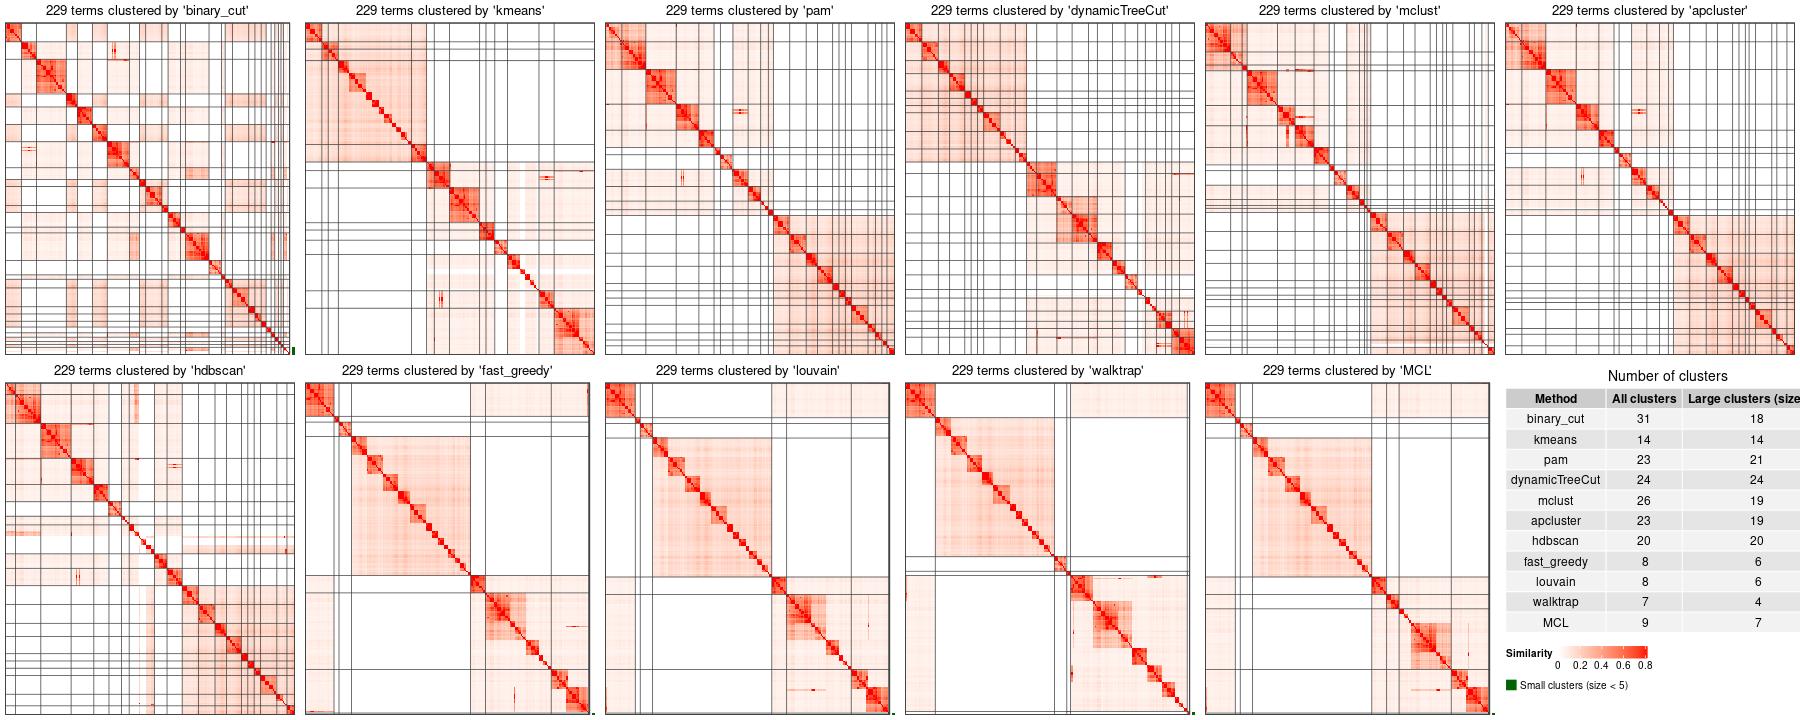 229 terms clustered by 'binary_cut'
229 terms clustered by 'kmeans'
229 terms clustered by 'pam'
229 terms clustered by 'dynamicTreeCut'
229 terms clustered by 'mclust'
229 terms clustered by 'apcluster'
229 terms clustered by 'hdbscan'
229 terms clustered by 'fast_greedy'
229 terms clustered by 'louvain'
229 terms clustered by 'walktrap'
229 terms clustered by 'MCL'
Number of clusters
Method All clusters Large clusters (size
binary_cut 31 18
kmeans 14 14
pam 23 21
dynamicTreeCut 24 24
mclust 26 19
apcluster 23 19
hdbscan 20 20
fast_greedy 8 6
louvain 8 6
walktrap 7 4
MCL 9 7
Similarity
0 0.2 0.4 0.6 0.8
Small clusters (size < 5)